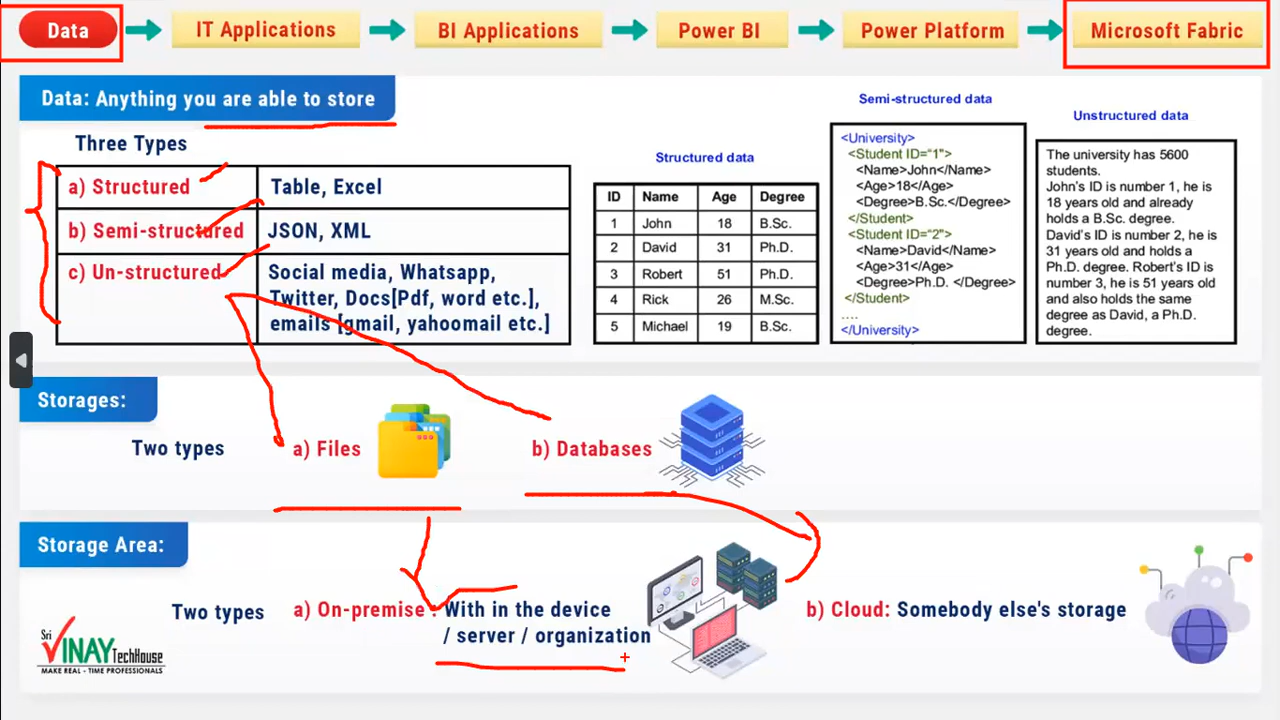 Data
IT Applications
BI Applications
Power BI
Power Platform
Microsoft Fabric
Data: Anything you are able to store
Three Types
a) Structured
Table, Excel
b) Semi-structured
JSON, XML
c) Un-structured
Social media, Whatsapp,
Twitter, Docs[Pdf, word etc.],
emails [gmail, yahoomail etc.]
Structured data
ID Name Age Degree
1 John 18 B.Sc.
2 David 31 Ph.D.
3 Robert 51 Ph.D.
4 Rick 26 M.Sc.
5 Michael 19 B.Sc.
Semi-structured data
<University>
<Student ID="1">
<Name>John</Name>
<Age>18</Age>
<Degree>B.Sc.</Degree>
</Student>
<Student ID="2">
<Name>David</Name>
<Age>31</Age>
<Degree>Ph.D. </Degree>
</Student>
....
</University>
Unstructured data
The university has 5600
students.
John's ID is number 1, he is
18 years old and already
holds a B.Sc. degree.
David's ID is number 2, he is
31 years old and holds a
Ph.D. degree. Robert's ID is
number 3, he is 51 years old
and also holds the same
degree as David, a Ph.D.
degree.
Storages:
Two types
a) Files
b) Databases
Storage Area:
Two types
a) On-premise : With in the device
/ server / organization
b) Cloud: Somebody else's storage
Sri
VINAY TechHouse
MAKE REAL - TIME PROFESSIONALS